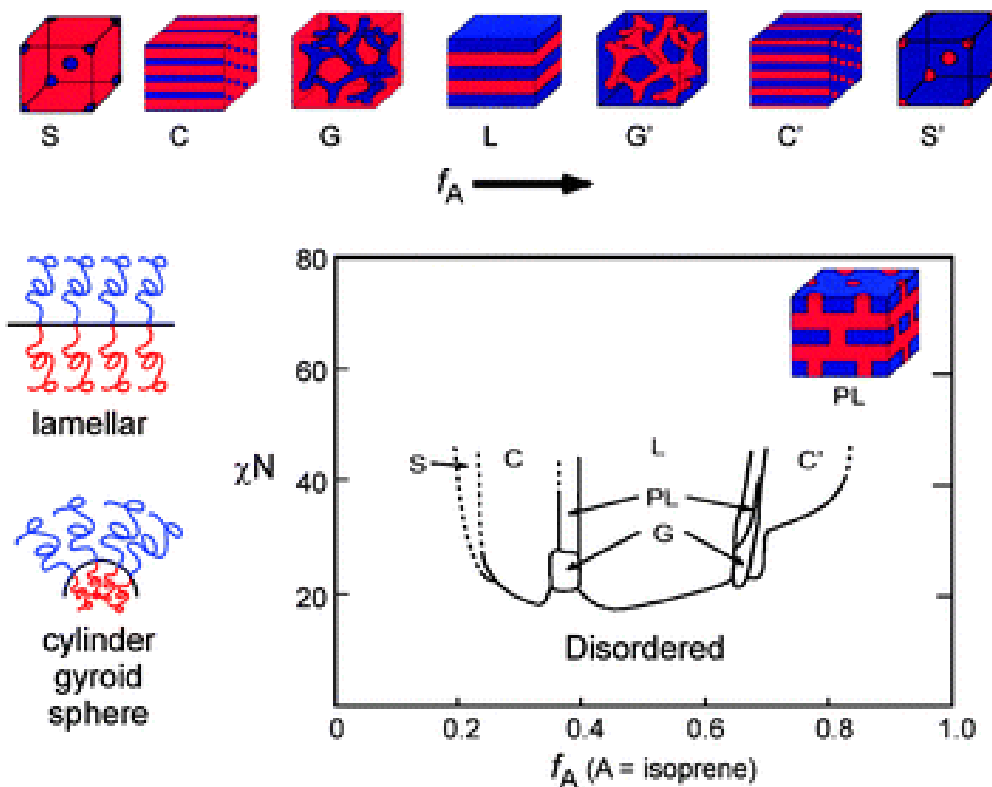 S C G L G' C' S'
fA
lamellar
cylinder
gyroid
sphere
80
60
χN
40
20
0
PL
S C L C'
PL
G
Disordered
0 0.2 0.4 0.6 0.8 1.0
fA (A = isoprene)